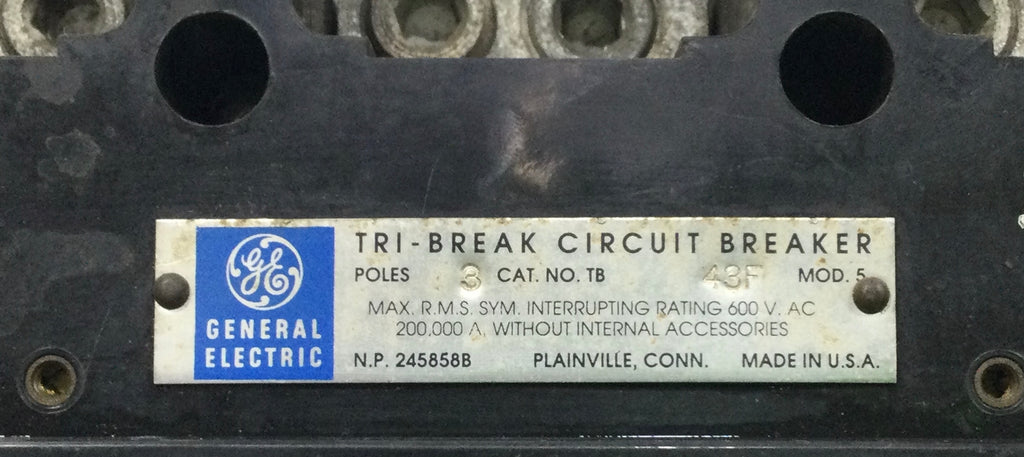 TRI-BREAK CIRCUIT BREAKER
POLES 3 CAT. NO. TB 43F MOD. 5
MAX. R.M.S. SYM. INTERRUPTING RATING 600 V. AC
200,000 A. WITHOUT INTERNAL ACCESSORIES
N.P. 245858B PLAINVILLE, CONN. MADE IN U.S.A.
GE
GENERAL
ELECTRIC